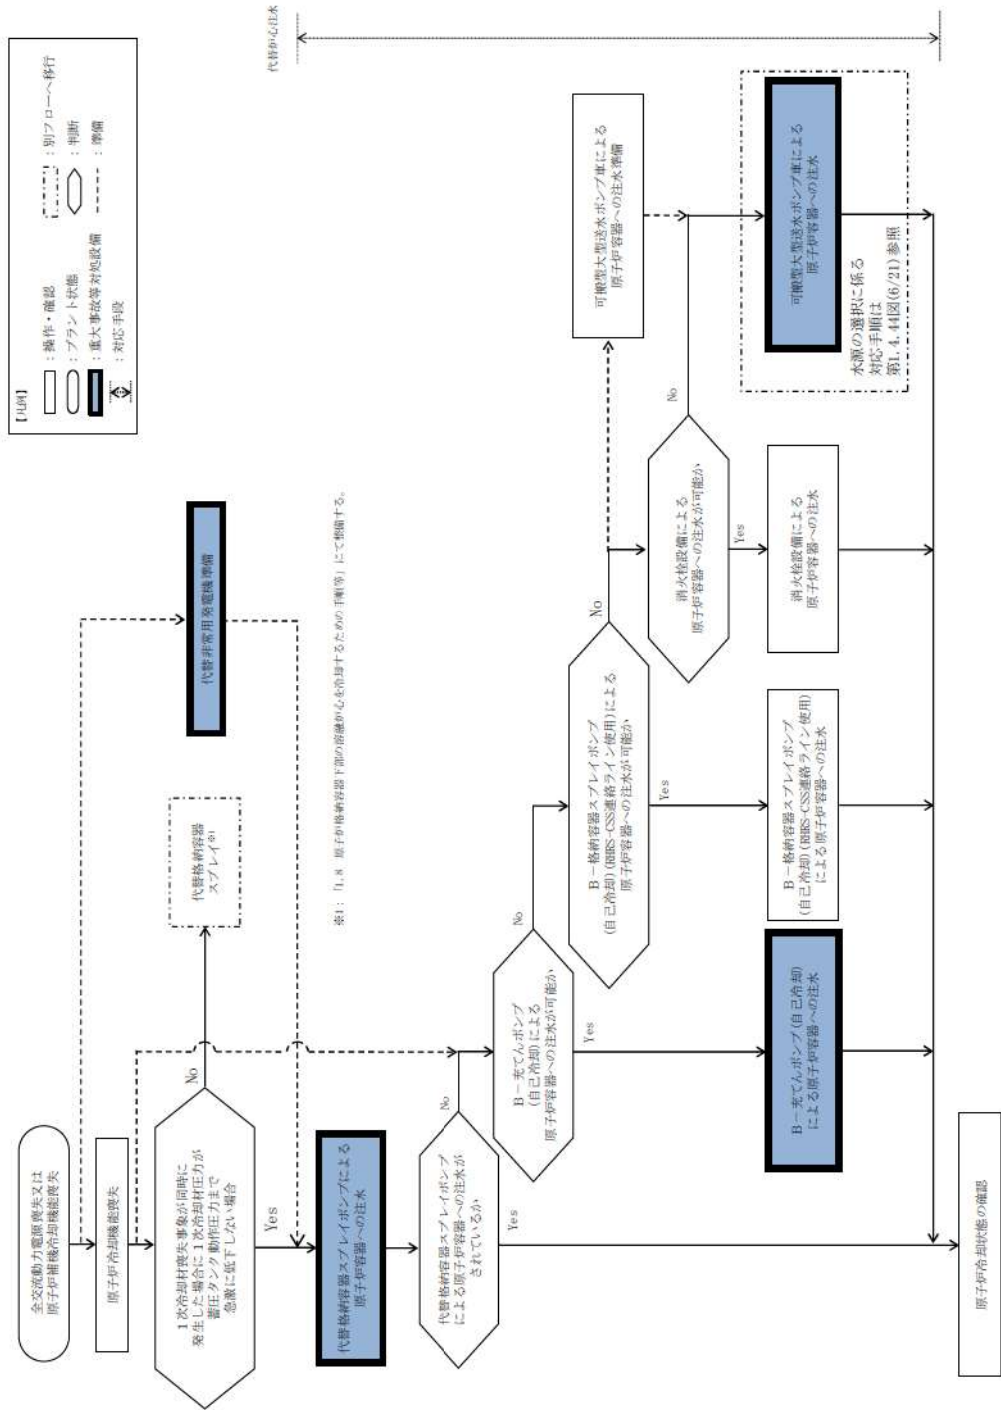 全交流動力電源喪失又は
原子炉補機冷却機能喪失
原子炉冷却機能喪失
1次冷却材喪失事象が同時に
発生した場合に1次冷却材圧力が
蓄圧タンク動作圧力まで
急激に低下しない場合
No
Yes
代替格納容器
スプレイ※1
代替非常用発電機準備
代替格納容器スプレイポンプによる
原子炉容器への注水
代替格納容器スプレイポンプ
による原子炉容器への注水が
されているか
No
Yes
B-充てんポンプ
(自己冷却)による
原子炉容器への注水が可能か
No
Yes
B-格納容器スプレイポンプ
(自己冷却)(RHRS-CSS連絡ライン使用)による
原子炉容器への注水が可能か
No
Yes
消火栓設備による
原子炉容器への注水が可能か
No
Yes
可搬型大型送水ポンプ車による
原子炉容器への注水準備
B-充てんポンプ(自己冷却)
による原子炉容器への注水
B-格納容器スプレイポンプ
(自己冷却)(RHRS-CSS連絡ライン使用)
による原子炉容器への注水
消火栓設備による
原子炉容器への注水
可搬型大型送水ポンプ車による
原子炉容器への注水
水源の選択に係る
対応手順は
第1.4.44図(6/21)参照
原子炉冷却状態の確認
代替炉心注水
※1:「1.8 原子炉格納容器下部の溶融炉心を冷却するための手順等」にて整備する。
【凡例】
:操作・確認
:プラント状態
:重大事故等対処設備
:対応手段
:別フローへ移行
:判断
:準備